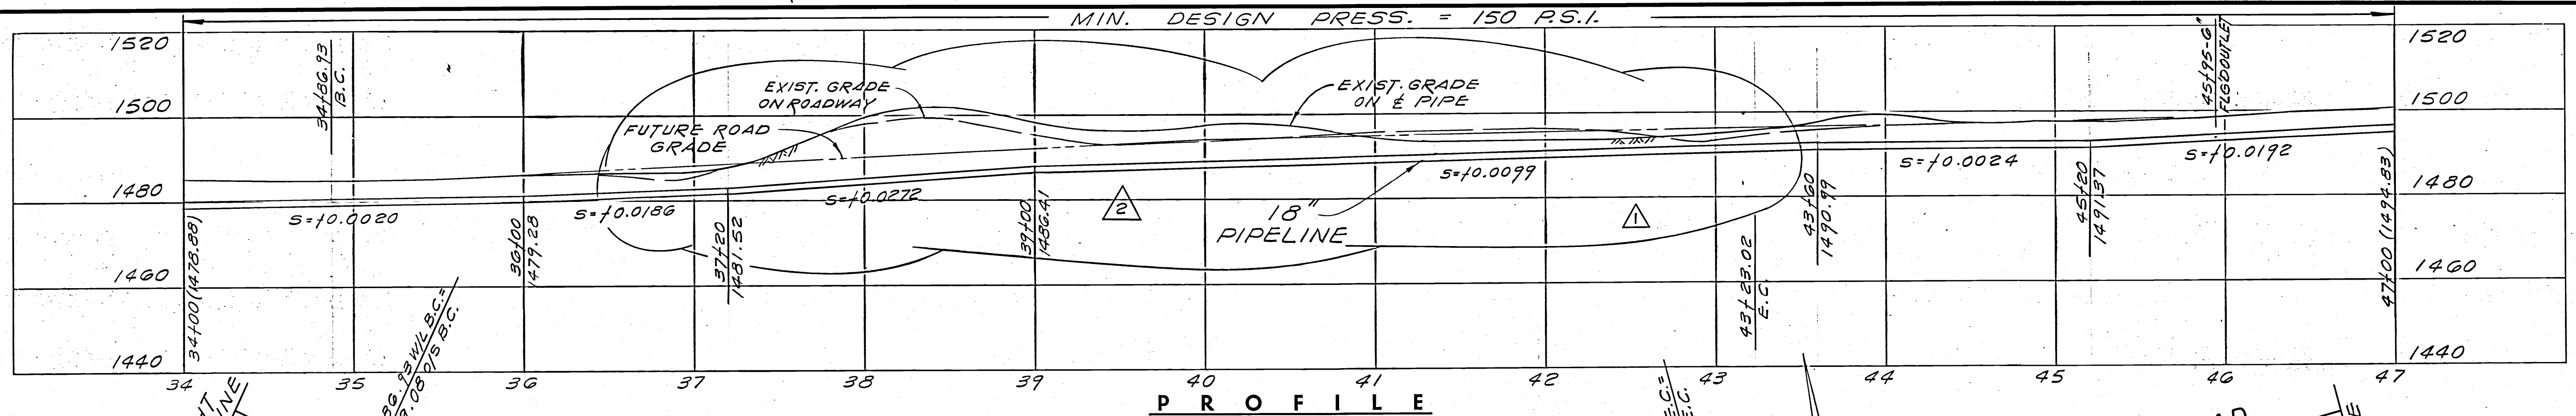 MIN. DESIGN PRESS. = 150 P.S.I.
1520
1500
1480
1460
1440
34+00 (1478.88)
34+86.93
B.C.
S=+0.0020
36+00
1479.28
S=+0.0186
37+20
1481.52
FUTURE ROAD
GRADE
EXIST. GRADE
ON ROADWAY
S=+0.0272
39+00
1486.41
2
EXIST. GRADE
ON ℄ PIPE
18"
PIPELINE
S=+0.0099
1
43+23.02
E.C.
43+60
1490.99
S=+0.0024
45+20
1491.37
45+95-6"
FLG'D OUTLET
S=+0.0192
47+00 (1494.83)
1520
1500
1480
1460
1440
34 35 36 37 38 39 40 41 42 43 44 45 46 47
86.93 W/L B.C.=
.08 O/S B.C.
E.C.=
E.C.
PROFILE